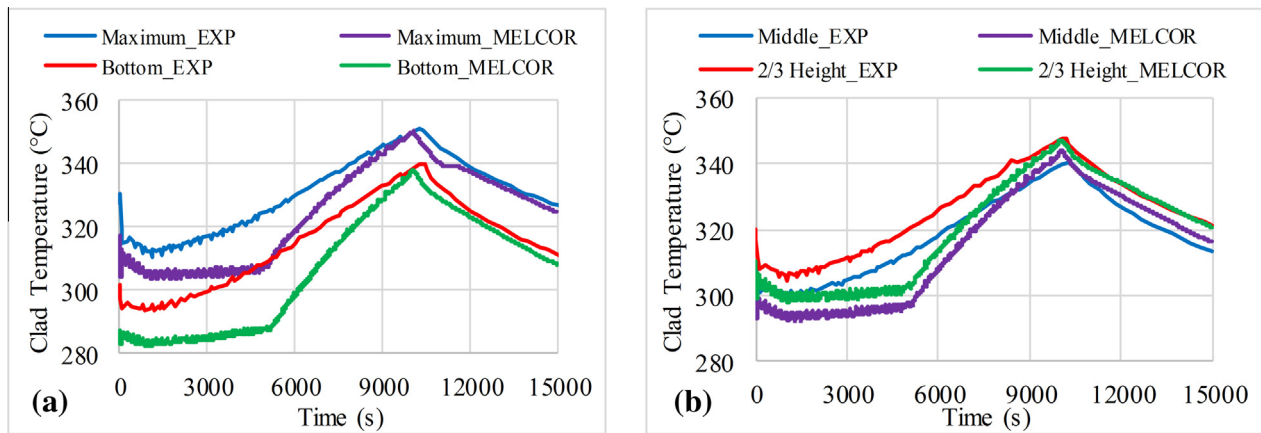 Maximum_EXP Maximum_MELCOR
Bottom_EXP Bottom_MELCOR
360
340
320
300
280
Clad Temperature (°C)
0 3000 6000 9000 12000 15000
Time (s)
(a)
Middle_EXP Middle_MELCOR
2/3 Height_EXP 2/3 Height_MELCOR
360
340
320
300
280
Clad Temperature (°C)
0 3000 6000 9000 12000 15000
Time (s)
(b)